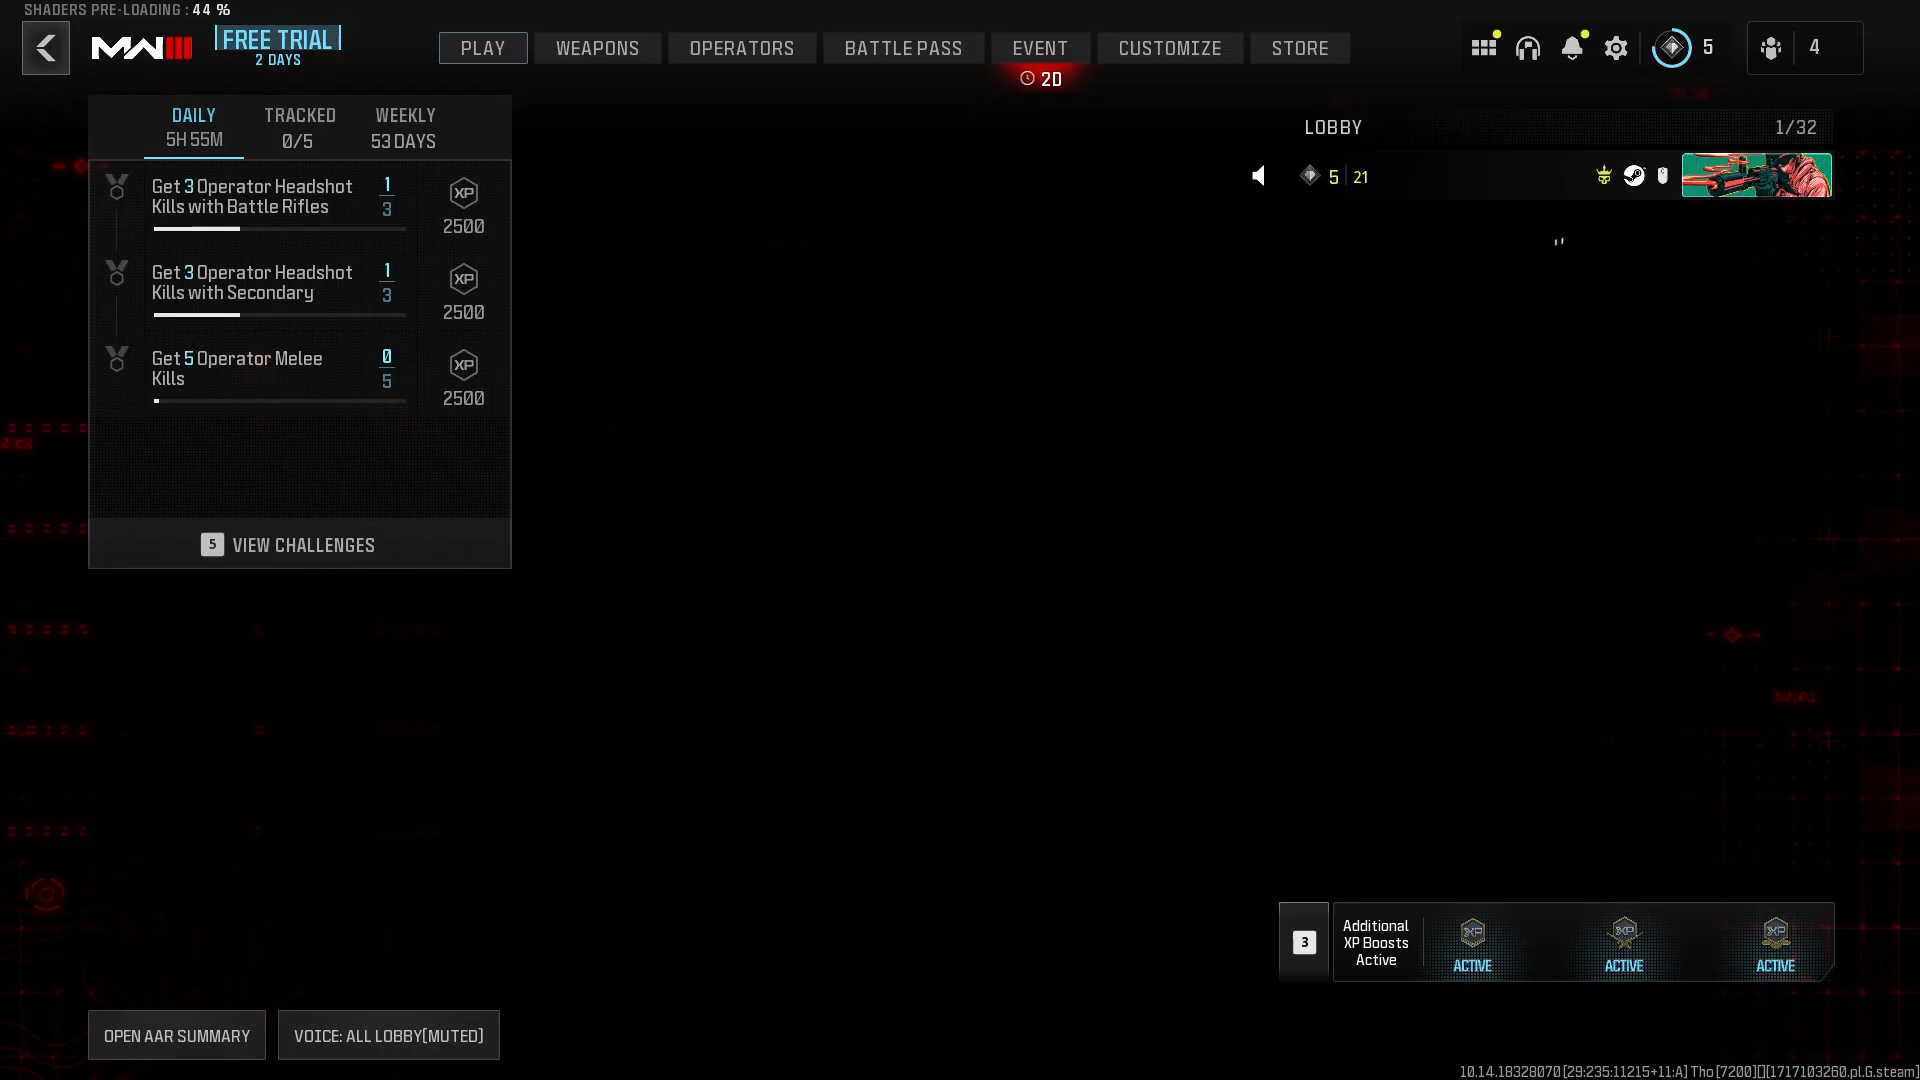 SHADERS PRE-LOADING : 44 %
MWIII
FREE TRIAL
2 DAYS
PLAY
WEAPONS
OPERATORS
BATTLE PASS
EVENT
CUSTOMIZE
STORE
5
4
2D
DAILY
5H 55M
TRACKED
0/5
WEEKLY
53 DAYS
Get 3 Operator Headshot
Kills with Battle Rifles
1
3
XP
2500
Get 3 Operator Headshot
Kills with Secondary
1
3
XP
2500
Get 5 Operator Melee
Kills
0
5
XP
2500
5 VIEW CHALLENGES
LOBBY
1/32
5 | 21
3
Additional
XP Boosts
Active
XP
ACTIVE
XP
ACTIVE
XP
ACTIVE
OPEN AAR SUMMARY
VOICE: ALL LOBBY[MUTED]
10.14.18328070 [29:235:11215+11:A] Tho [7200][][1717103260.pl.G.steam]